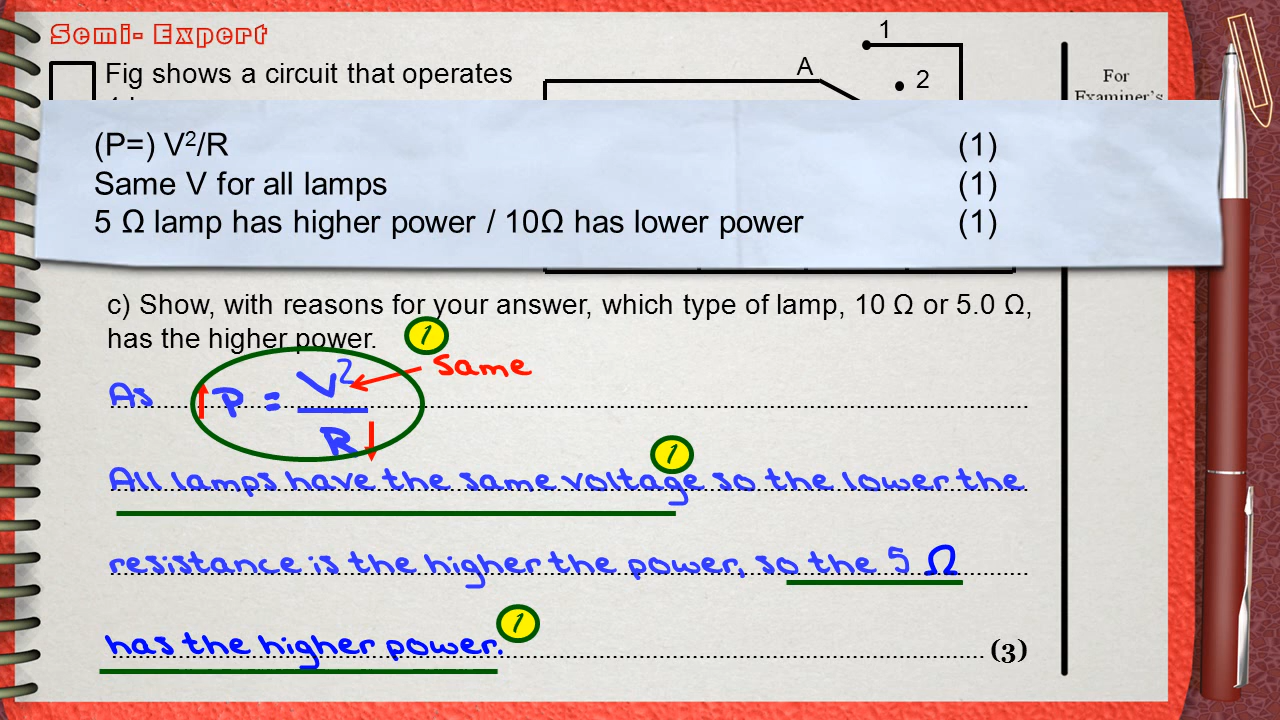 Semi- Expert
Fig shows a circuit that operates
A
1
2
For
Examiner's
(P=) V²/R (1)
Same V for all lamps (1)
5 Ω lamp has higher power / 10Ω has lower power (1)
c) Show, with reasons for your answer, which type of lamp, 10 Ω or 5.0 Ω,
has the higher power.
1
same
As P = V²/R
1
All lamps have the same voltage so the lower the
resistance is the higher the power, so the 5 Ω
1
has the higher power. (3)